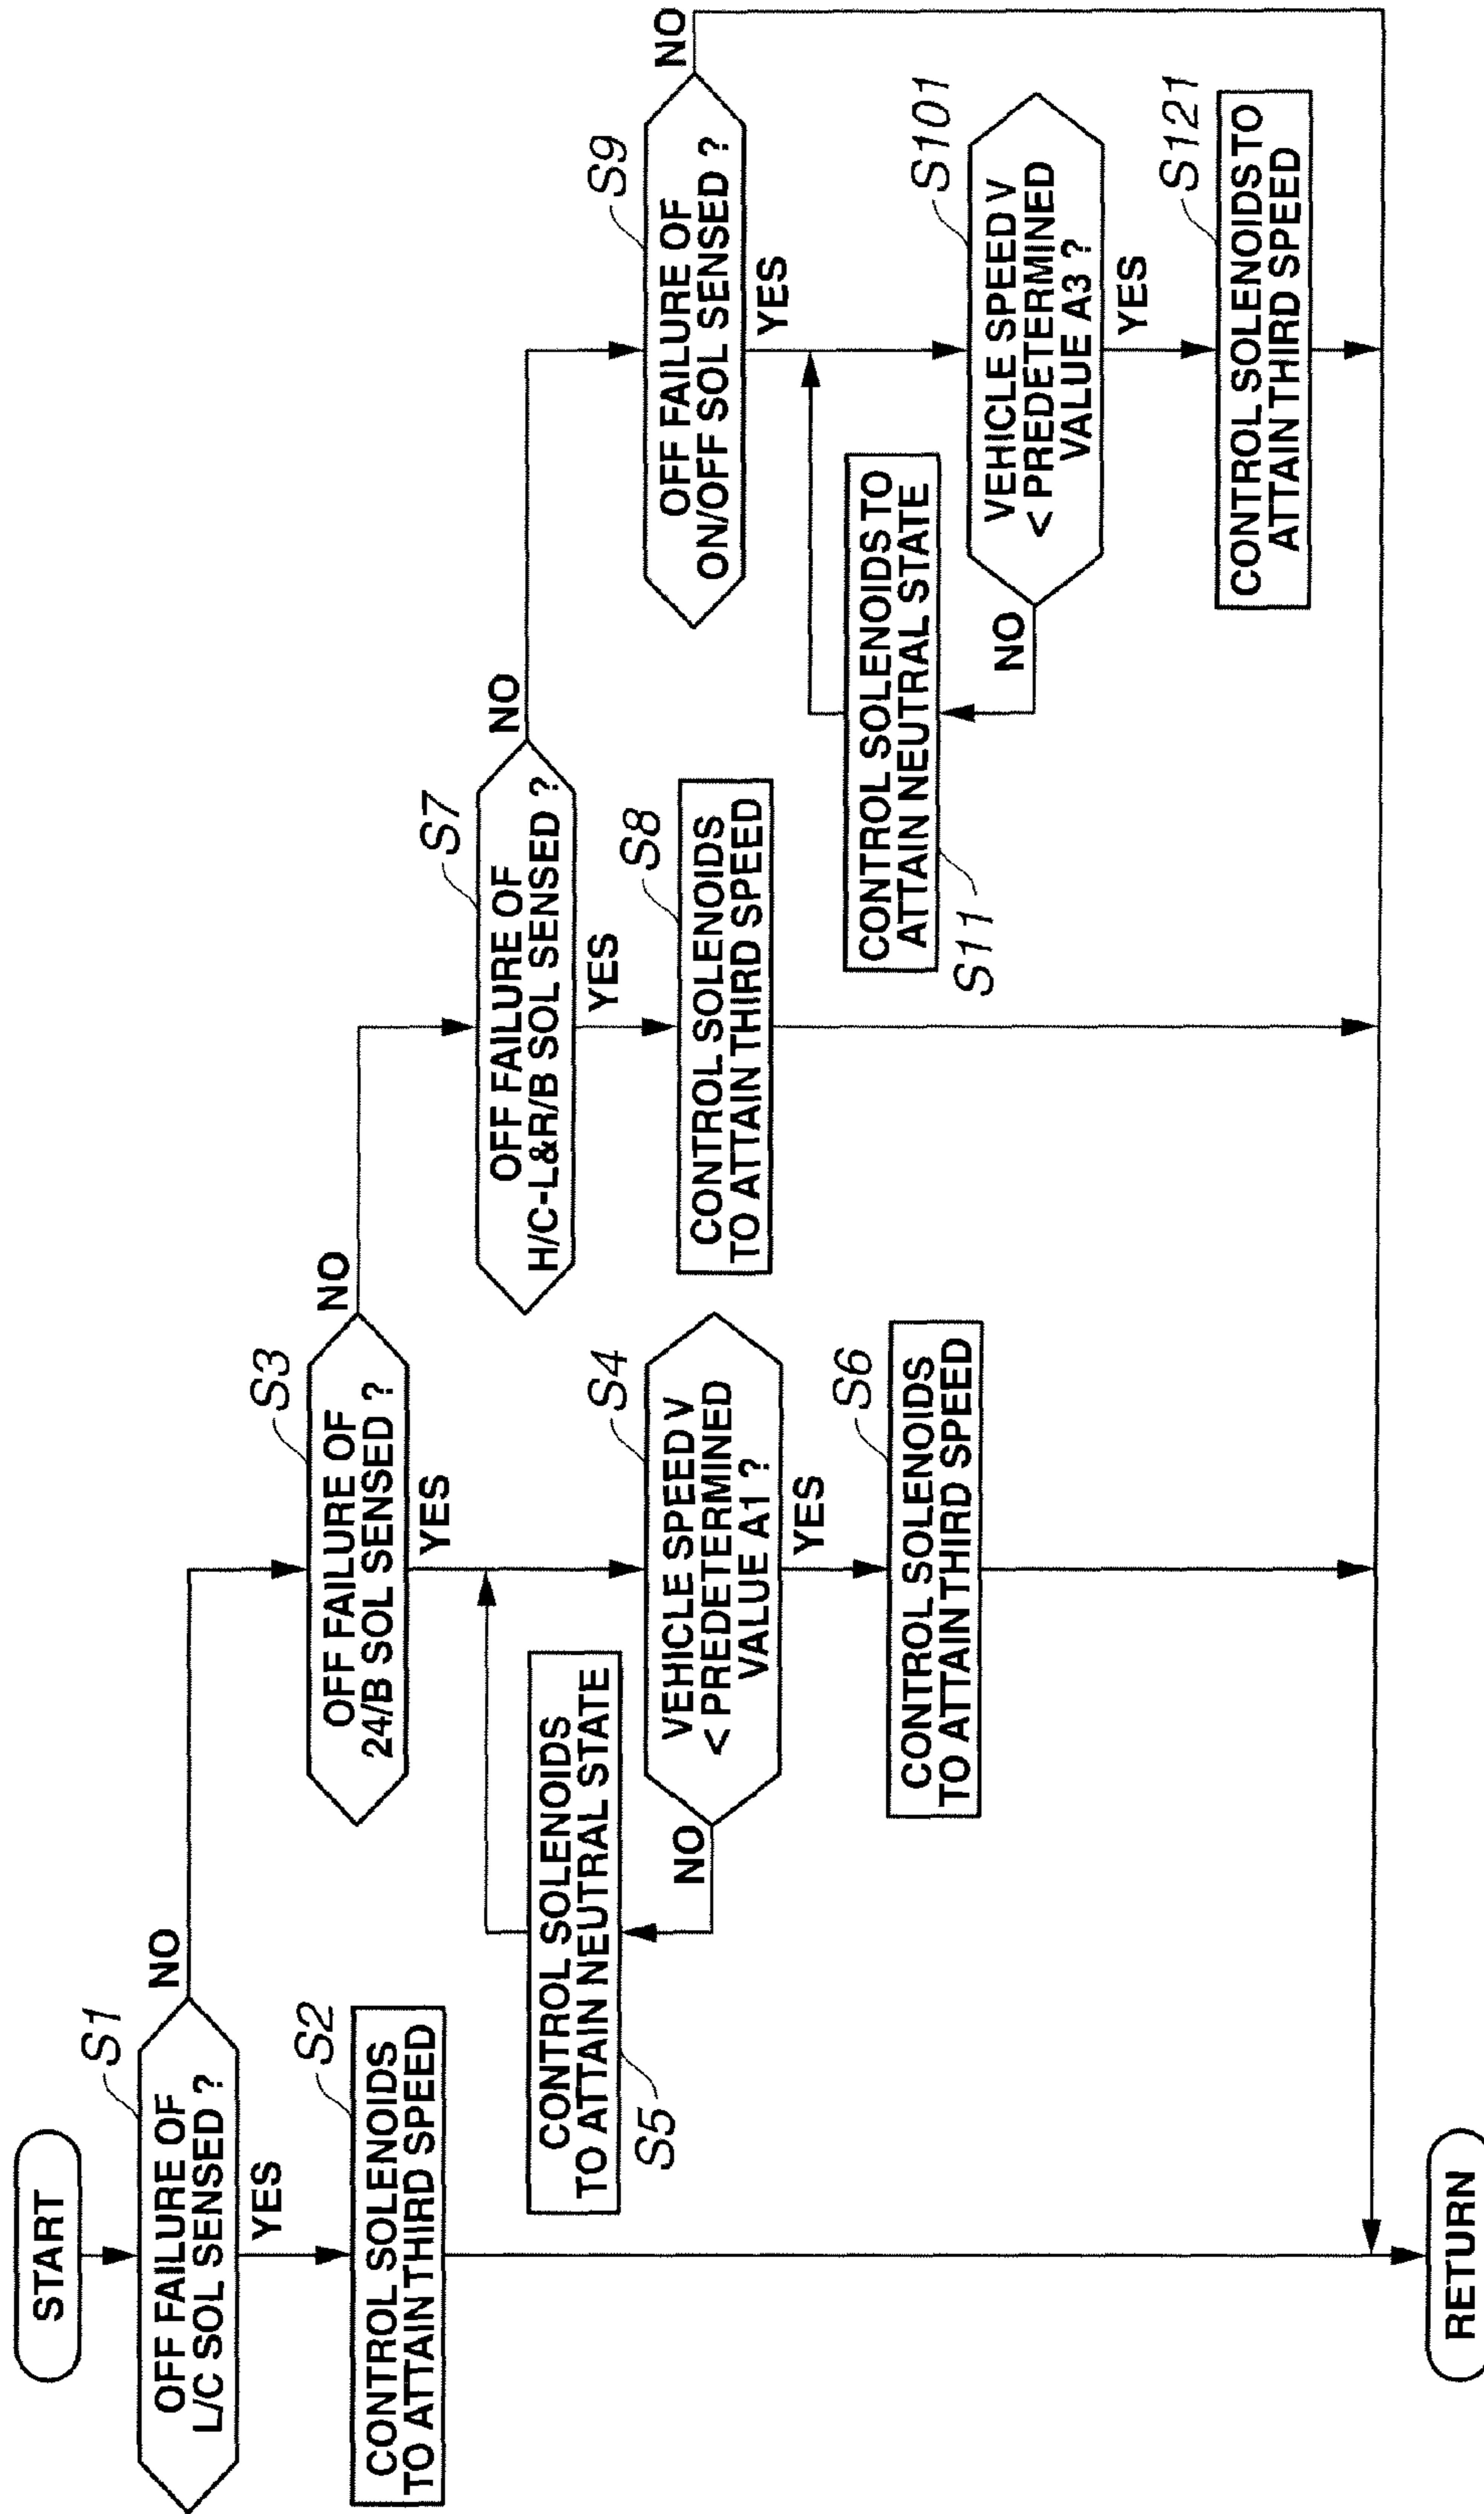 START
S1
OFF FAILURE OF
L/C SOL SENSED ?
NO
YES
S2
CONTROL SOLENOIDS
TO ATTAIN THIRD SPEED
S3
OFF FAILURE OF
24/B SOL SENSED ?
NO
YES
S4
VEHICLE SPEED V
< PREDETERMINED
VALUE A1 ?
NO
YES
S5
CONTROL SOLENOIDS
TO ATTAIN NEUTRAL STATE
S6
CONTROL SOLENOIDS
TO ATTAIN THIRD SPEED
S7
OFF FAILURE OF
H/C-L&R/B SOL SENSED ?
NO
YES
S8
CONTROL SOLENOIDS
TO ATTAIN THIRD SPEED
S9
OFF FAILURE OF
ON/OFF SOL SENSED ?
NO
YES
S101
VEHICLE SPEED V
< PREDETERMINED
VALUE A3 ?
NO
YES
S11
CONTROL SOLENOIDS TO
ATTAIN NEUTRAL STATE
S121
CONTROL SOLENOIDS TO
ATTAIN THIRD SPEED
RETURN